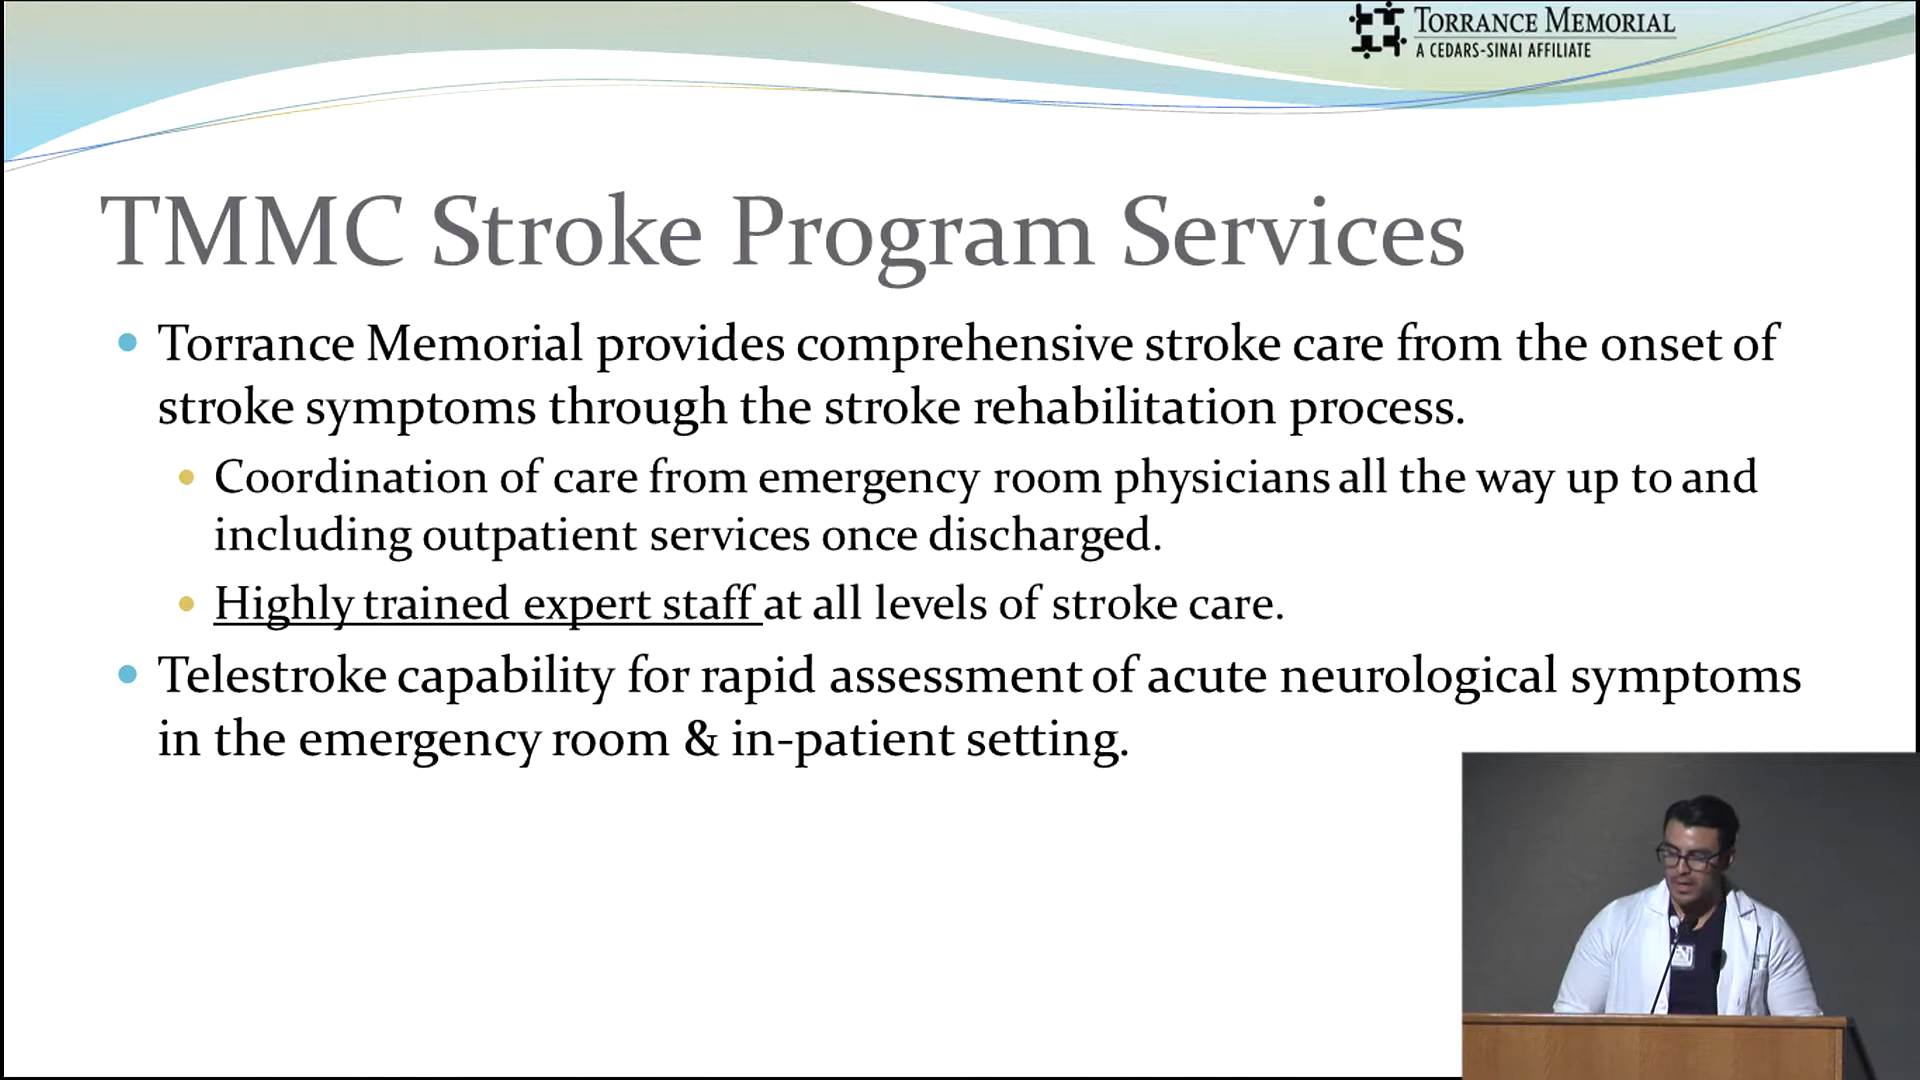 TORRANCE MEMORIAL
A CEDARS-SINAI AFFILIATE
TMMC Stroke Program Services
• Torrance Memorial provides comprehensive stroke care from the onset of
stroke symptoms through the stroke rehabilitation process.
• Coordination of care from emergency room physicians all the way up to and
including outpatient services once discharged.
• Highly trained expert staff at all levels of stroke care.
• Telestroke capability for rapid assessment of acute neurological symptoms
in the emergency room & in-patient setting.